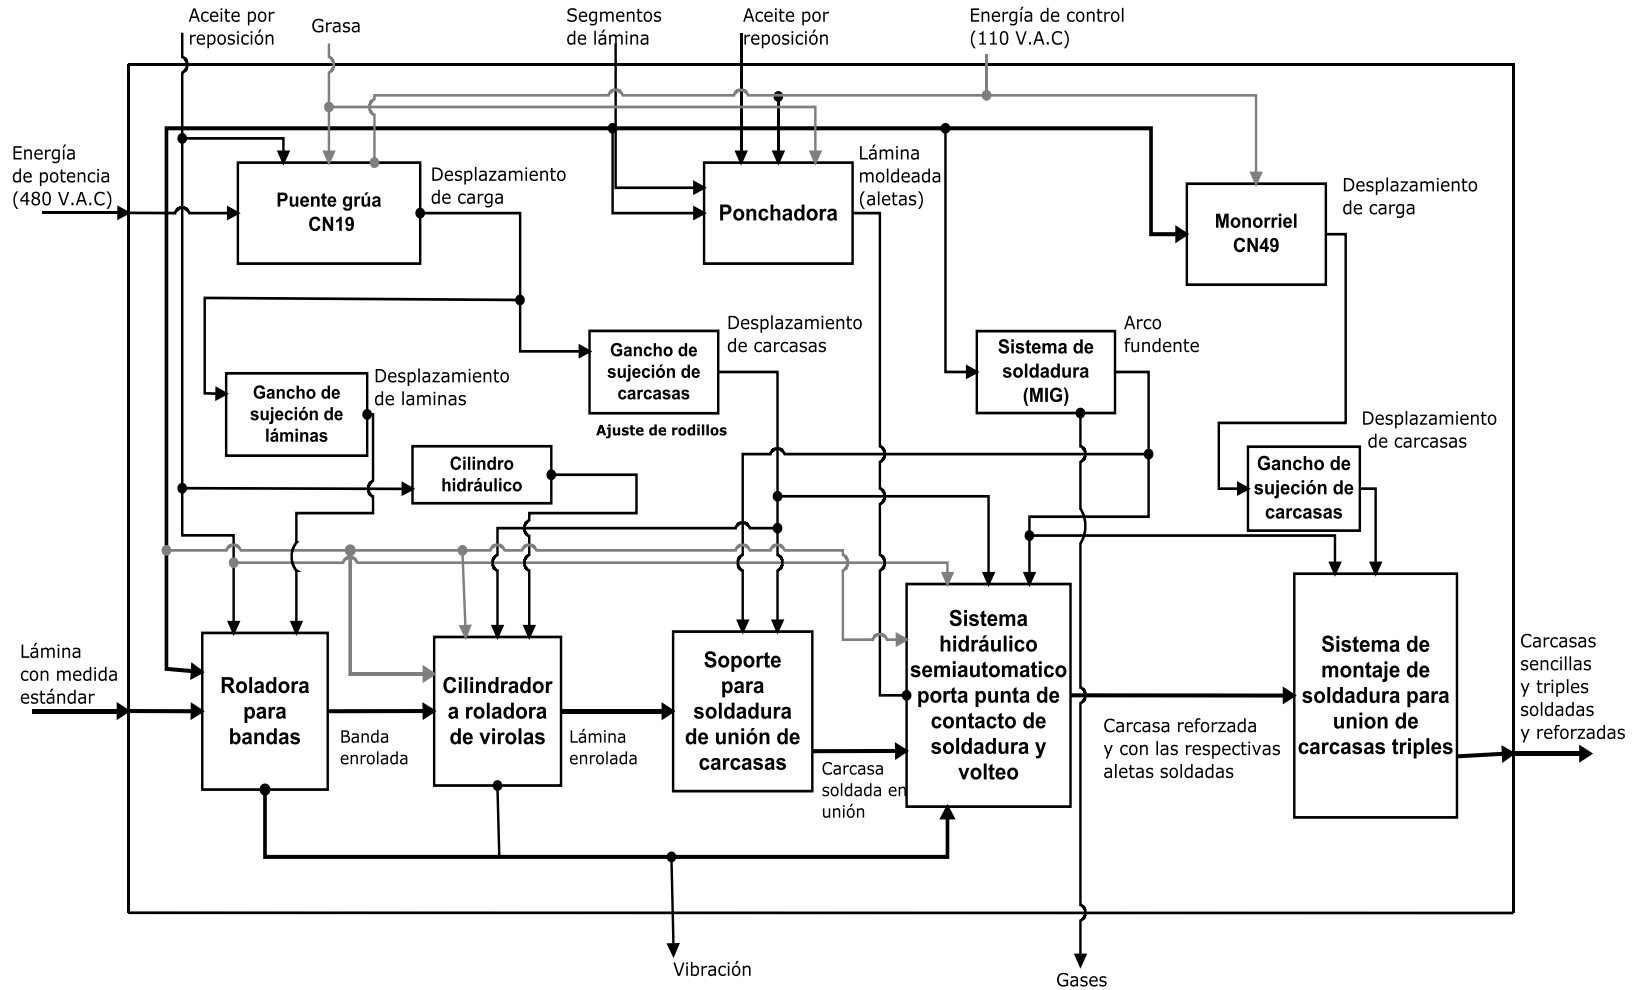 Aceite por
reposición
Grasa
Segmentos
de lámina
Aceite por
reposición
Energía de control
(110 V.A.C)
Energía
de potencia
(480 V.A.C)
Puente grúa
CN19
Desplazamiento
de carga
Ponchadora
Lámina
moldeada
(aletas)
Monorriel
CN49
Desplazamiento
de carga
Gancho de
sujeción de
láminas
Desplazamiento
de laminas
Gancho de
sujeción de
carcasas
Desplazamiento
de carcasas
Ajuste de rodillos
Sistema de
soldadura
(MIG)
Arco
fundente
Cilindro
hidráulico
Desplazamiento
de carcasas
Gancho de
sujeción de
carcasas
Lámina
con medida
estándar
Roladora
para
bandas
Banda
enrolada
Cilindrador
a roladora
de virolas
Lámina
enrolada
Soporte
para
soldadura
de unión de
carcasas
Carcasa
soldada en
unión
Sistema
hidráulico
semiautomatico
porta punta de
contacto de
soldadura y
volteo
Carcasa reforzada
y con las respectivas
aletas soldadas
Sistema de
montaje de
soldadura para
union de
carcasas triples
Carcasas
sencillas
y triples
soldadas
y reforzadas
Vibración
Gases